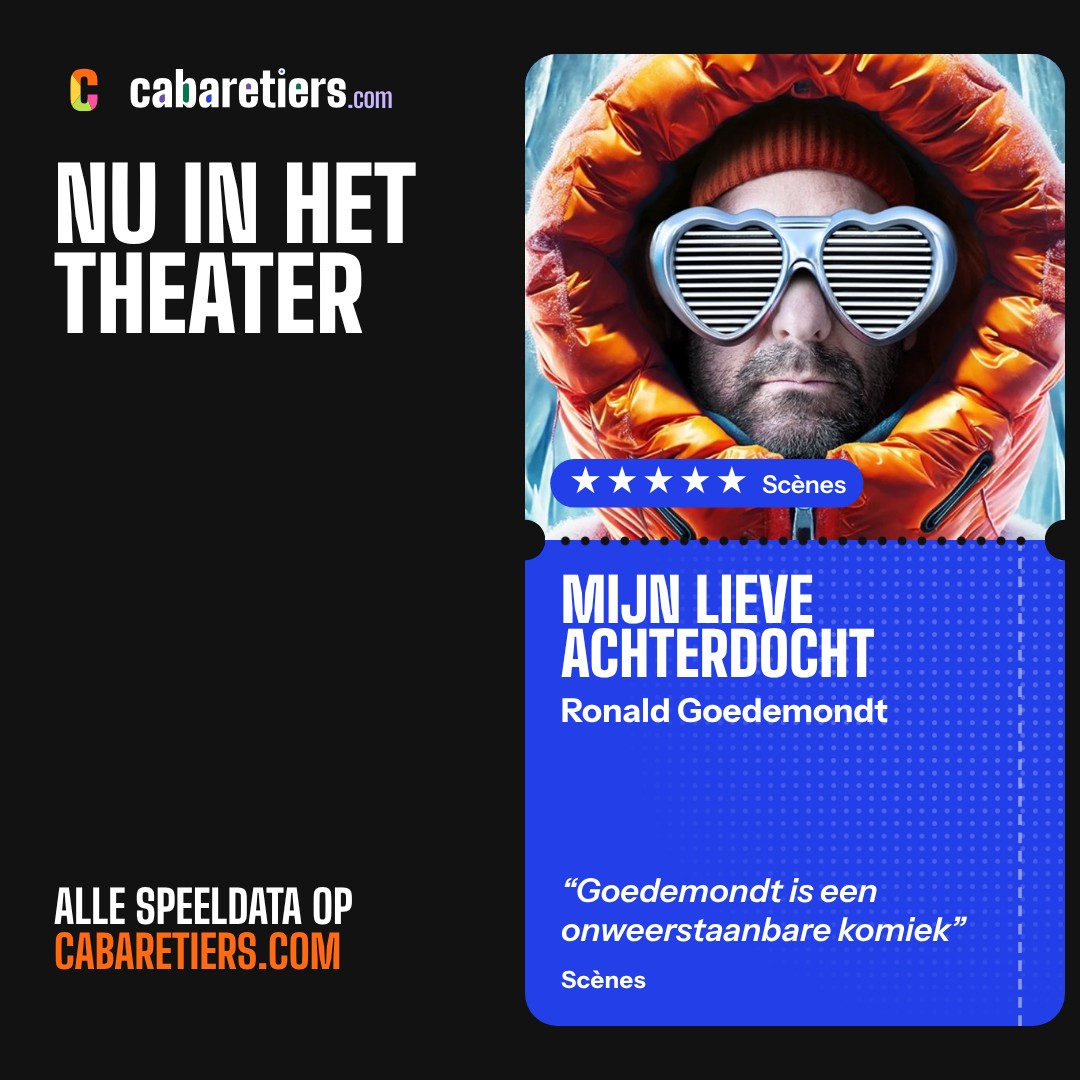 cabaretiers.com
NU IN HET
THEATER
★★★★★ Scènes
MIJN LIEVE
ACHTERDOCHT
Ronald Goedemondt
“Goedemondt is een
onweerstaanbare komiek”
Scènes
ALLE SPEELDATA OP
CABARETIERS.COM